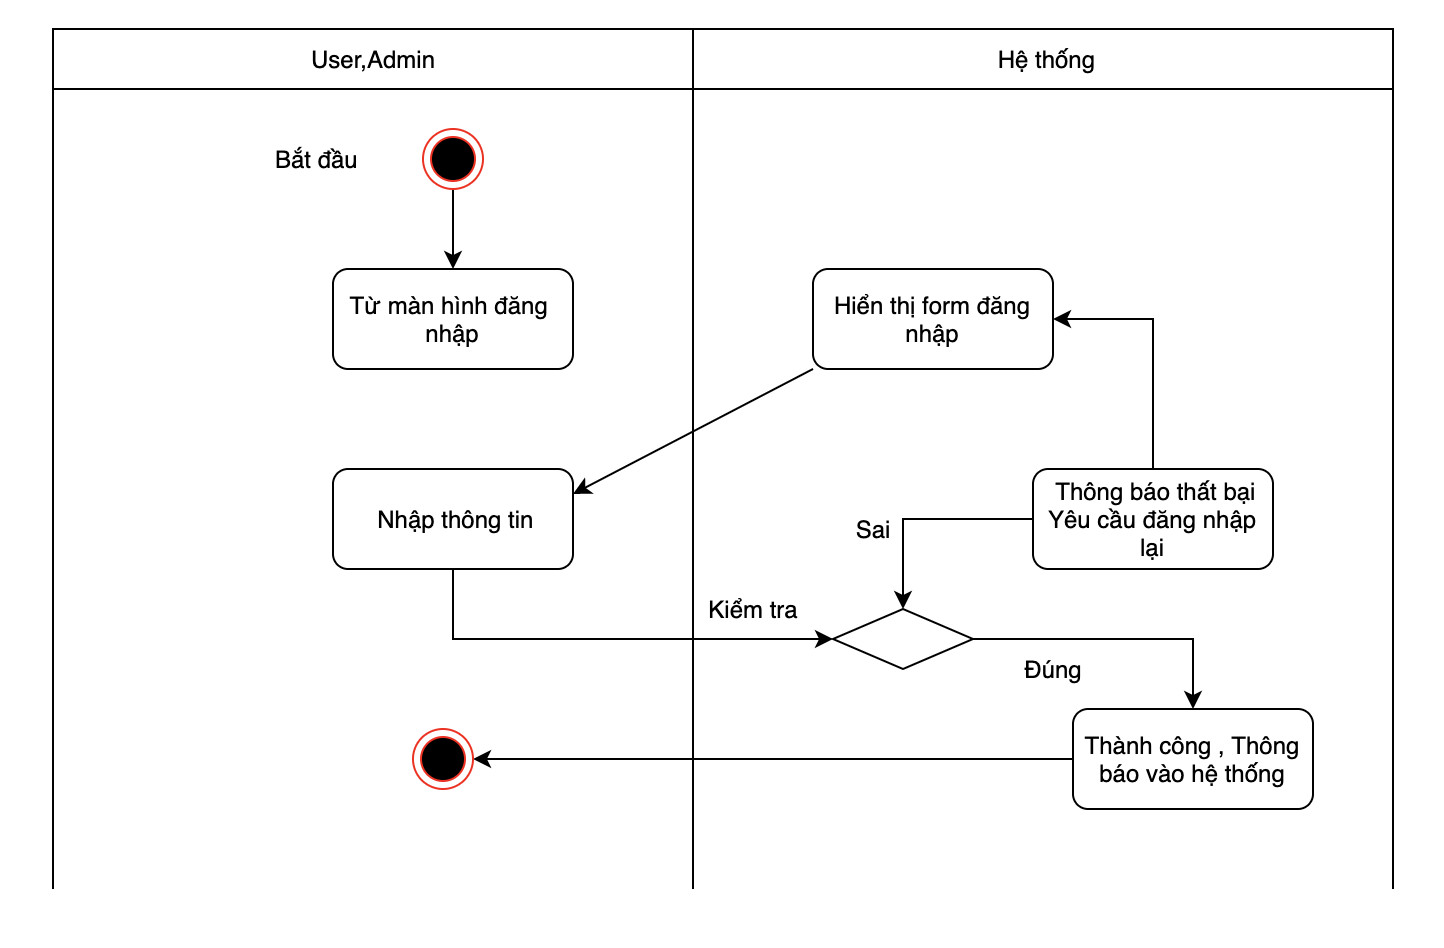 User,Admin
Hệ thống
Bắt đầu
Từ màn hình đăng
nhập
Hiển thị form đăng
nhập
Nhập thông tin
Thông báo thất bại
Yêu cầu đăng nhập
lại
Sai
Kiểm tra
Đúng
Thành công , Thông
báo vào hệ thống